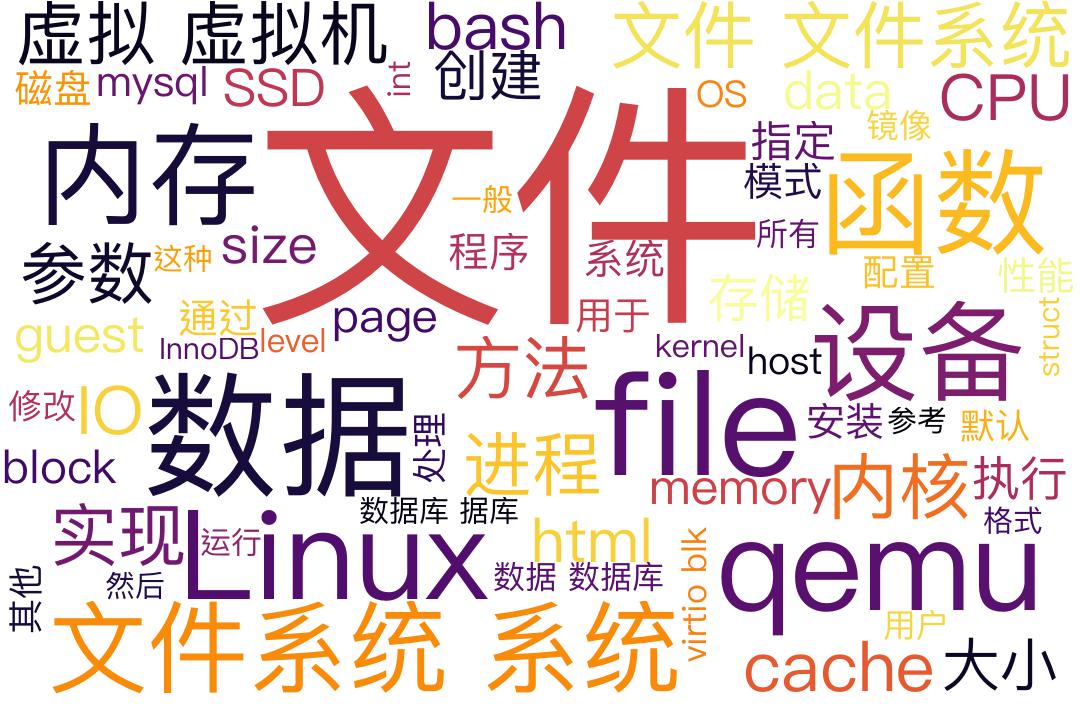 虚拟 虚拟机
bash
文件 文件系统
磁盘
mysql
SSD
int
创建
OS
data
CPU
镜像
内存
文件
指定
模式
函数
一般
所有
参数
这种
size
程序
系统
配置
性能
存储
guest
通过
page
用于
设备
struct
InnoDB
level
方法
kernel
host
修改
IO
数据
处理
file
安装
参考
默认
block
进程
memory
内核
执行
数据库 据库
格式
实现
Linux
运行
html
数据 数据库
virtio blk
qemu
其他
然后
文件系统 系统
用户
cache
大小